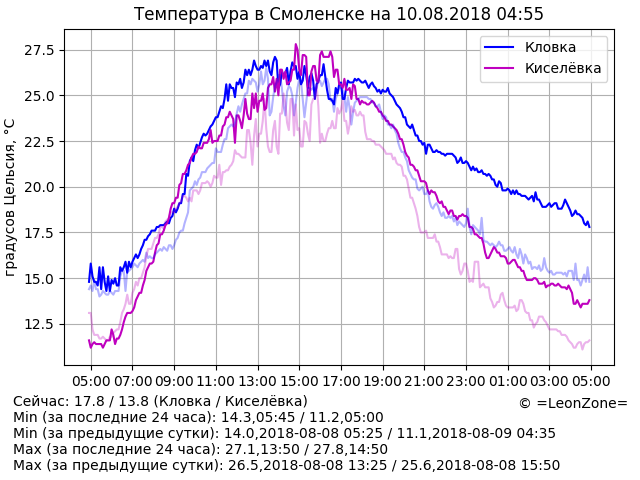 Температура в Смоленске на 10.08.2018 04:55
градусов Цельсия, °C
27.5
25.0
22.5
20.0
17.5
15.0
12.5
Кловка
Киселёвка
05:00 07:00 09:00 11:00 13:00 15:00 17:00 19:00 21:00 23:00 01:00 03:00 05:00
Сейчас: 17.8 / 13.8 (Кловка / Киселёвка)
© =LeonZone=
Min (за последние 24 часа): 14.3,05:45 / 11.2,05:00
Min (за предыдущие сутки): 14.0,2018-08-08 05:25 / 11.1,2018-08-09 04:35
Max (за последние 24 часа): 27.1,13:50 / 27.8,14:50
Max (за предыдущие сутки): 26.5,2018-08-08 13:25 / 25.6,2018-08-08 15:50